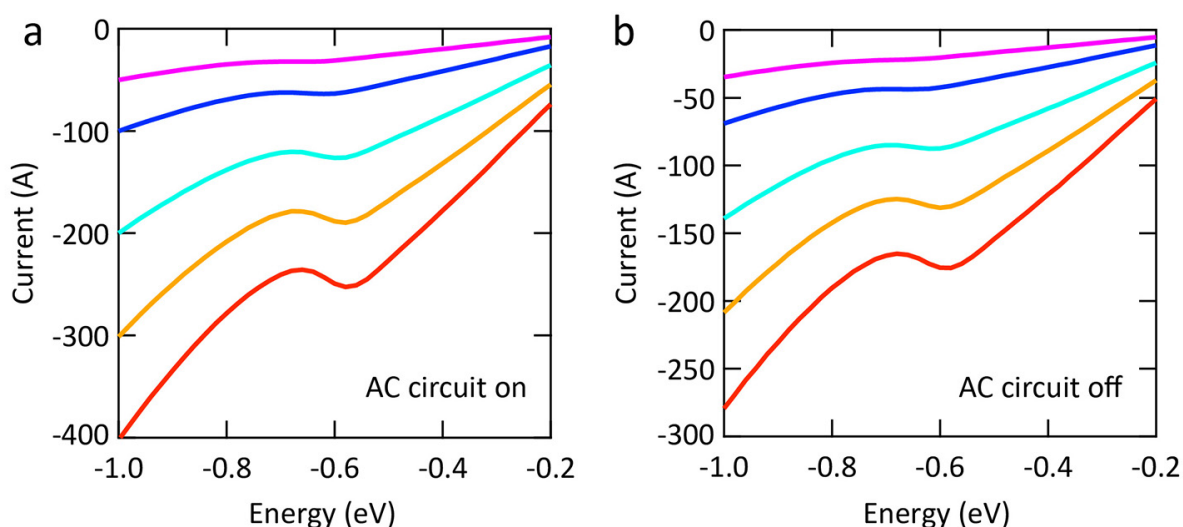 a
0
-100
-200
-300
-400
Current (A)
-1.0 -0.8 -0.6 -0.4 -0.2
Energy (eV)
AC circuit on
b
0
-50
-100
-150
-200
-250
-300
Current (A)
-1.0 -0.8 -0.6 -0.4 -0.2
Energy (eV)
AC circuit off